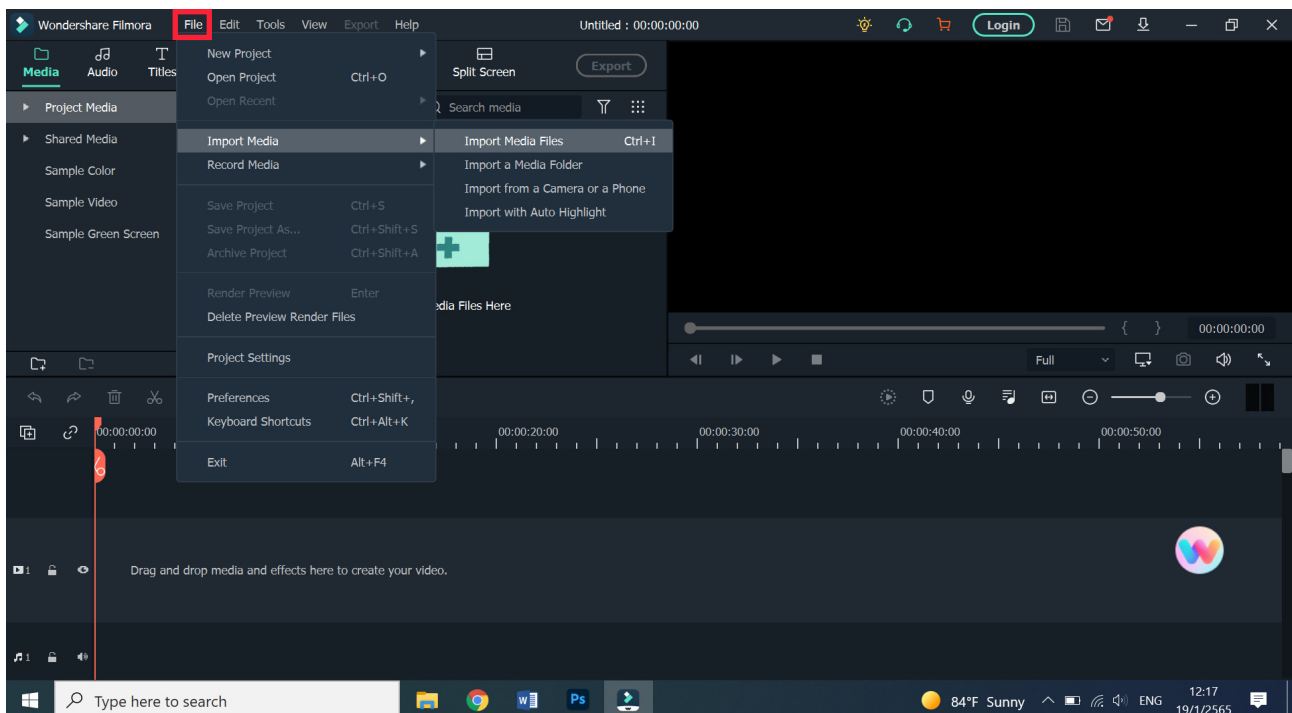 Wondershare Filmora File Edit Tools View Export Help Untitled : 00:00:00:00 Login
Media Audio Titles Split Screen Export
New Project
Open Project Ctrl+O
Open Recent
Project Media
Search media
Shared Media
Import Media
Import Media Files Ctrl+I
Record Media
Import a Media Folder
Sample Color
Import from a Camera or a Phone
Sample Video
Save Project Ctrl+S
Import with Auto Highlight
Sample Green Screen
Save Project As... Ctrl+Shift+S
Archive Project Ctrl+Shift+A
Render Preview Enter
edia Files Here
Delete Preview Render Files
{ } 00:00:00:00
Project Settings
Full
Preferences Ctrl+Shift+,
Keyboard Shortcuts Ctrl+Alt+K
00:00:00:00 00:00:20:00 00:00:30:00 00:00:40:00 00:00:50:00
Exit Alt+F4
1 Drag and drop media and effects here to create your video.
1
Type here to search W Ps 84°F Sunny ENG 12:17
19/1/2565